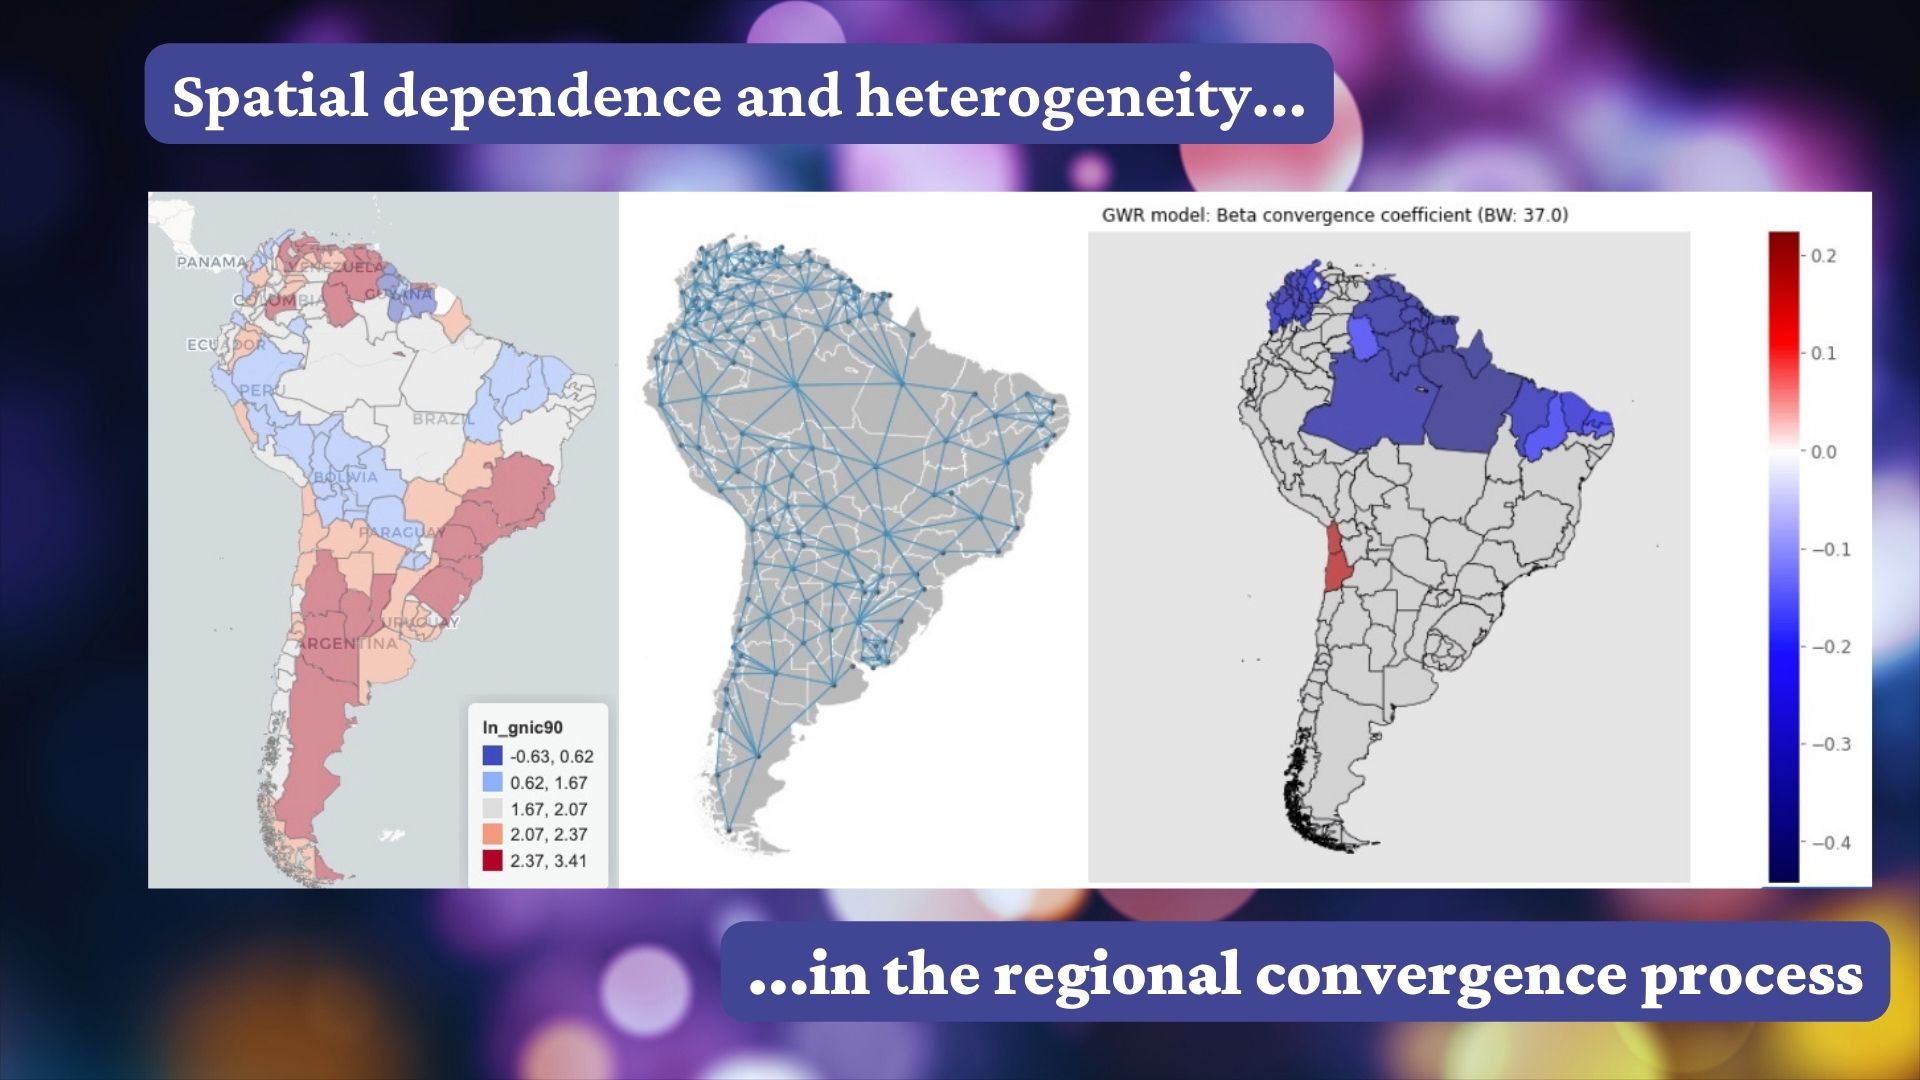 Spatial dependence and heterogeneity...
PANAMA
VENEZUELA
GUYANA
COLUMBIA
ECUADOR
PERU
BRAZIL
BOLIVIA
PARAGUAY
URUGUAY
ARGENTINA
ln_gnic90
-0.63, 0.62
0.62, 1.67
1.67, 2.07
2.07, 2.37
2.37, 3.41
GWR model: Beta convergence coefficient (BW: 37.0)
0.2
0.1
0.0
−0.1
−0.2
−0.3
−0.4
...in the regional convergence process